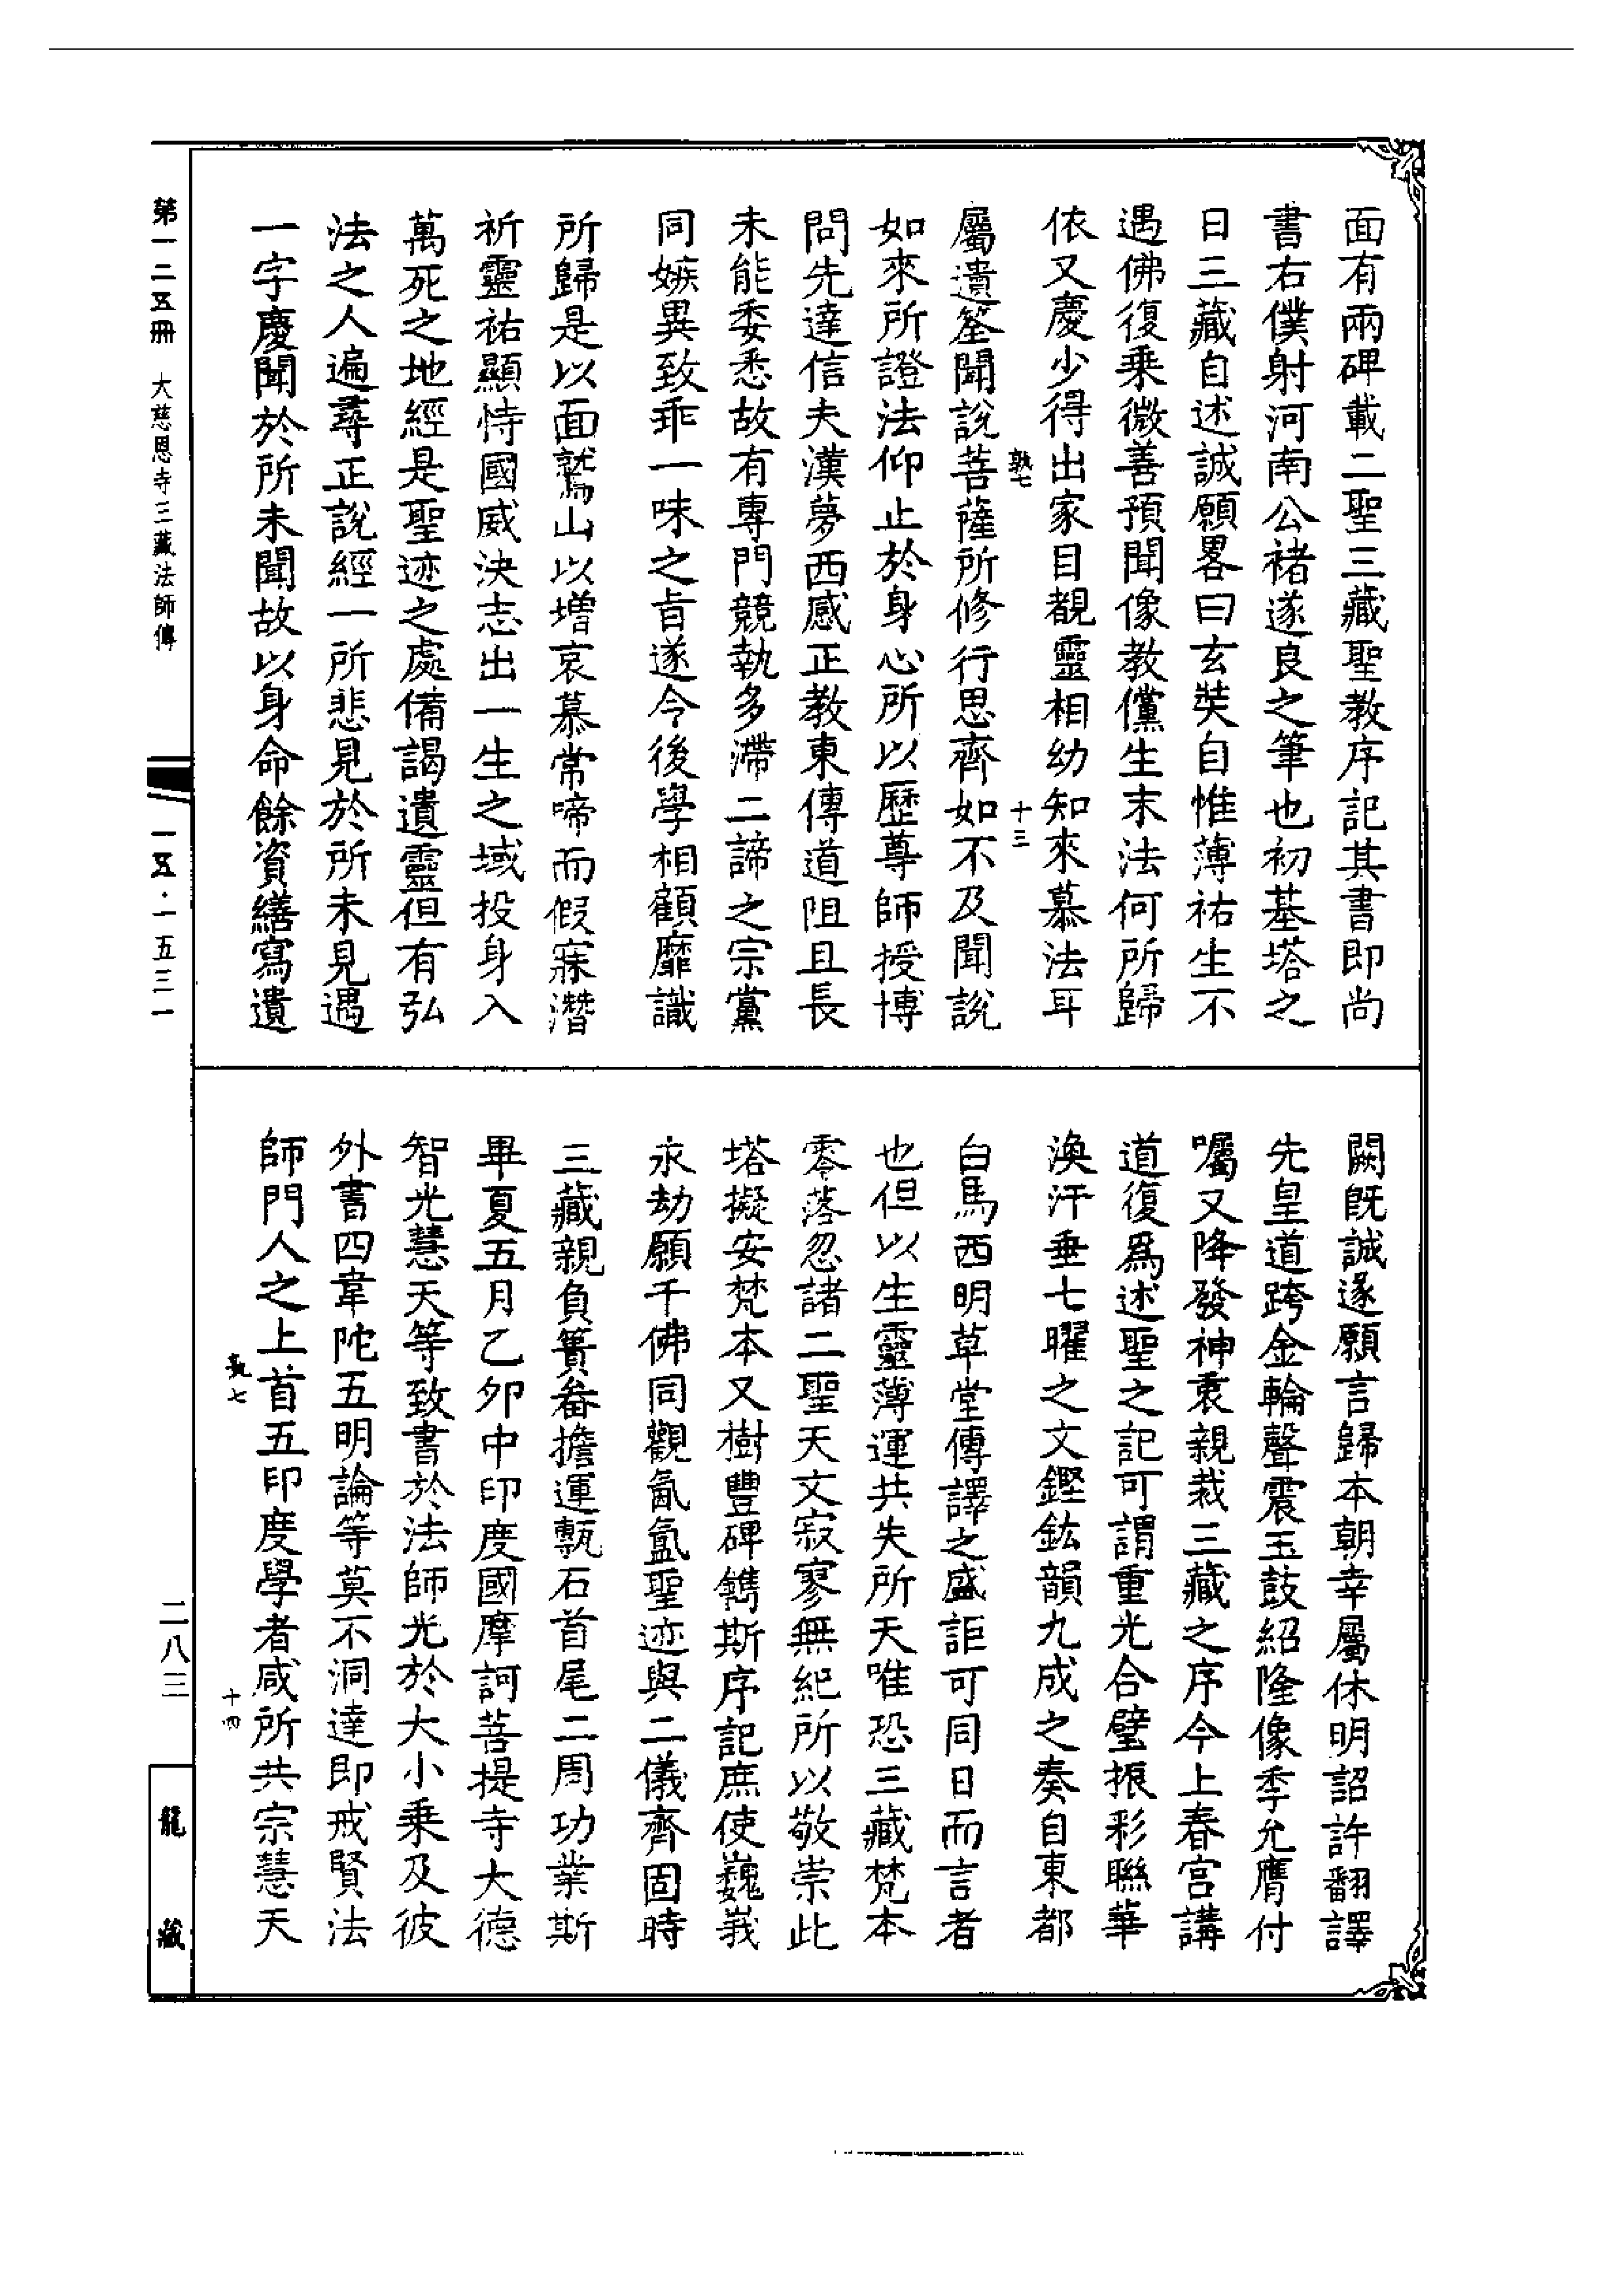 面有兩碑載二聖三藏聖教序記其書即尚
書右僕射河南公褚遂良之筆也初基塔之
日三藏自述誠願畧曰玄奘自惟薄祐生不
遇佛復乗微善預聞像教儻生末法何所歸
依又慶少得出家目覩靈相幼知來慕法耳
孰七 十三
屬遺筌聞說菩薩所修行思齊如不及聞說
如來所證法仰止於身心所以歷尊師授博
問先達信夫漢夢西感正教東傳道阻且長
未能委悉故有專門競執多滯二諦之宗黨
同嫉異致乖一味之旨遂令後學相顧靡識
所歸是以面鷲山以增哀慕常啼而假寐潛
祈靈祐顯恃國威決志出一生之域投身入
萬死之地經是聖迹之處備謁遺靈但有弘
法之人遍尋正說經一所悲見於所未見遇
一字慶聞於所未聞故以身命餘資繕寫遺
闕旣誠遂願言歸本朝幸屬休明詔許翻譯
先皇道跨金輪聲震玉鼓紹隆像季允膺付
囑又降發神衷親裁三藏之序今上春宫講
道復爲述聖之記可謂重光合璧振彩聯華
渙汗垂七曜之文鏗鈜韻九成之奏自東都
白馬西明草堂傳譯之盛詎可同日而言者
也但以生靈薄運共失所天唯恐三藏梵本
零落忽諸二聖天文寂寥無紀所以敬崇此
塔擬安梵本又樹豐碑鐫斯序記庶使巍峩
永劫願千佛同觀氤氳聖迹與二儀齊固時
三藏親負簣畚擔運甎石首尾二周功業斯
畢夏五月乙夘中印度國摩訶菩提寺大德
智光慧天等致書於法師光於大小乗及彼
外書四韋陀五明論等莫不洞達即戒賢法
師門人之上首五印度學者咸所共宗慧天
孰七 十四
第一二五冊 大慈恩寺三藏法師傳
一五·一五三一
二八三
龍藏